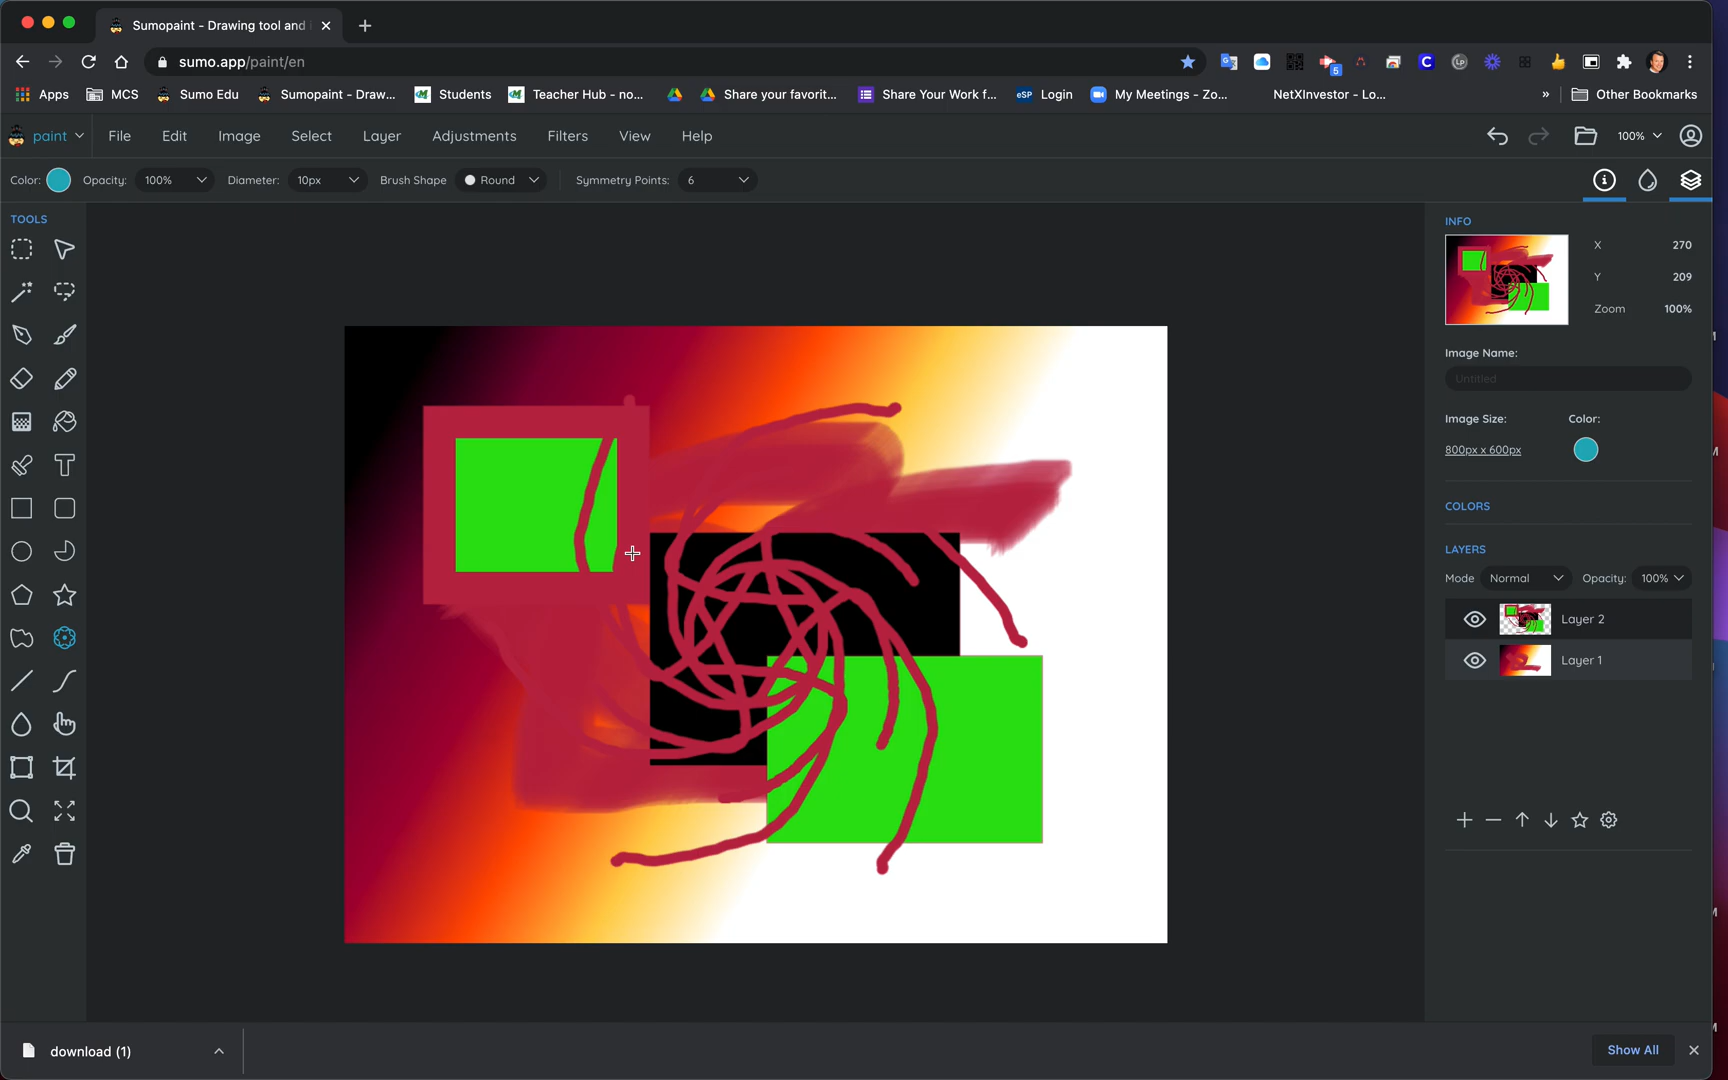 Sumopaint - Drawing tool and
sumo.app/paint/en
5
Apps
MCS
Sumo Edu
Sumopaint - Draw...
Students
Teacher Hub - no...
Share your favorit...
Share Your Work f...
eSP Login
My Meetings - Zo...
NetXInvestor - Lo...
»
Other Bookmarks
paint
File
Edit
Image
Select
Layer
Adjustments
Filters
View
Help
100%
Color:
Opacity: 100%
Diameter: 10px
Brush Shape Round
Symmetry Points: 6
TOOLS
INFO
X 270
Y 209
Zoom 100%
Image Name:
Untitled
Image Size: Color:
800px x 600px
COLORS
LAYERS
Mode Normal Opacity: 100%
Layer 2
Layer 1
download (1)
Show All